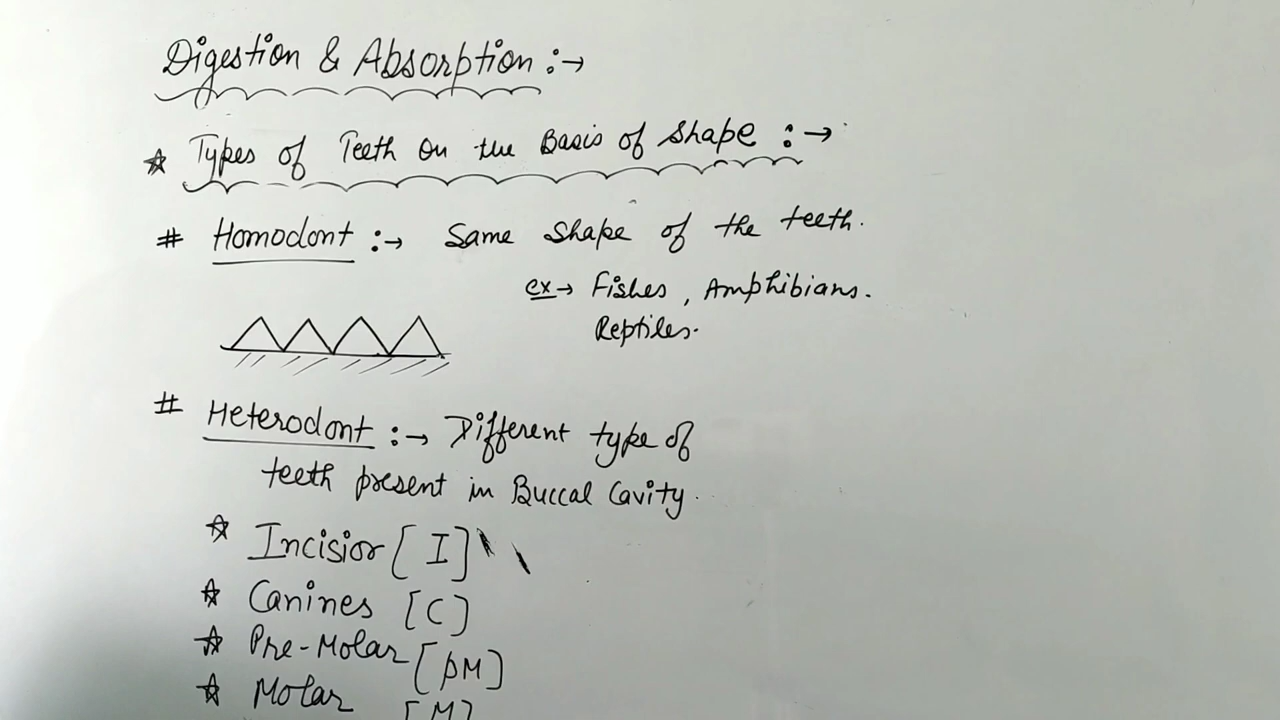 Digestion & Absorption :→
☆ Types of Teeth on the Basis of Shape :→
# Homodont :→ Same Shape of the teeth.
ex→ Fishes, Amphibians.
Reptiles.
# Heterodont :→ Different type of
teeth present in Buccal Cavity.
☆ Incisior [I]
☆ Canines [C]
☆ Pre-Molar [PM]
☆ Molar [M]